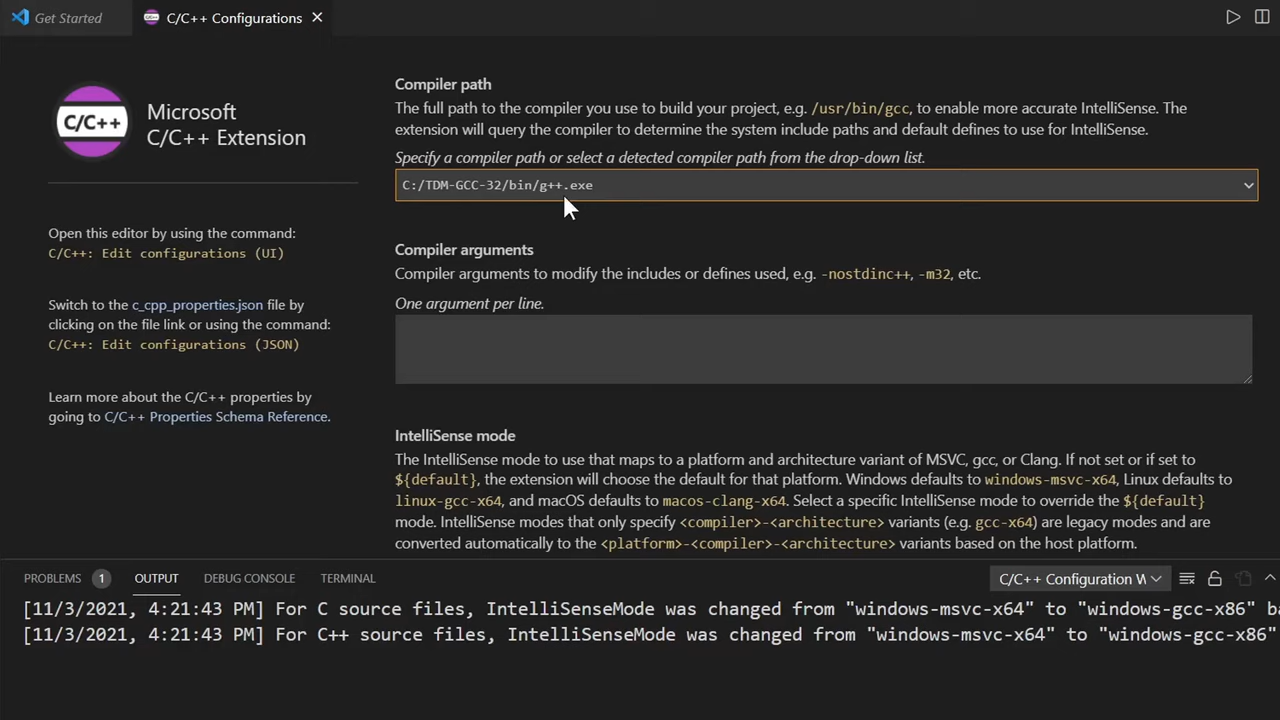 Get Started
C/C++ Configurations
C/C++
Microsoft
C/C++ Extension
Open this editor by using the command:
C/C++: Edit configurations (UI)
Switch to the c_cpp_properties.json file by
clicking on the file link or using the command:
C/C++: Edit configurations (JSON)
Learn more about the C/C++ properties by
going to C/C++ Properties Schema Reference.
Compiler path
The full path to the compiler you use to build your project, e.g. /usr/bin/gcc, to enable more accurate IntelliSense. The
extension will query the compiler to determine the system include paths and default defines to use for IntelliSense.
Specify a compiler path or select a detected compiler path from the drop-down list.
C:/TDM-GCC-32/bin/g++.exe
Compiler arguments
Compiler arguments to modify the includes or defines used, e.g. -nostdinc++, -m32, etc.
One argument per line.
IntelliSense mode
The IntelliSense mode to use that maps to a platform and architecture variant of MSVC, gcc, or Clang. If not set or if set to
${default}, the extension will choose the default for that platform. Windows defaults to windows-msvc-x64, Linux defaults to
linux-gcc-x64, and macOS defaults to macos-clang-x64. Select a specific IntelliSense mode to override the ${default}
mode. IntelliSense modes that only specify <compiler>-<architecture> variants (e.g. gcc-x64) are legacy modes and are
converted automatically to the <platform>-<compiler>-<architecture> variants based on the host platform.
PROBLEMS 1 OUTPUT DEBUG CONSOLE TERMINAL
C/C++ Configuration W
[11/3/2021, 4:21:43 PM] For C source files, IntelliSenseMode was changed from "windows-msvc-x64" to "windows-gcc-x86" ba
[11/3/2021, 4:21:43 PM] For C++ source files, IntelliSenseMode was changed from "windows-msvc-x64" to "windows-gcc-x86"